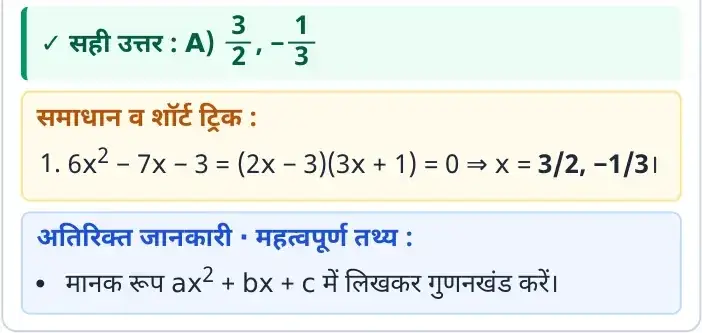 ✓ सही उत्तर : A) 3/2 , − 1/3
समाधान व शॉर्ट ट्रिक :
1. 6x² − 7x − 3 = (2x − 3)(3x + 1) = 0 ⇒ x = 3/2, −1/3।
अतिरिक्त जानकारी · महत्वपूर्ण तथ्य :
• मानक रूप ax² + bx + c में लिखकर गुणनखंड करें।